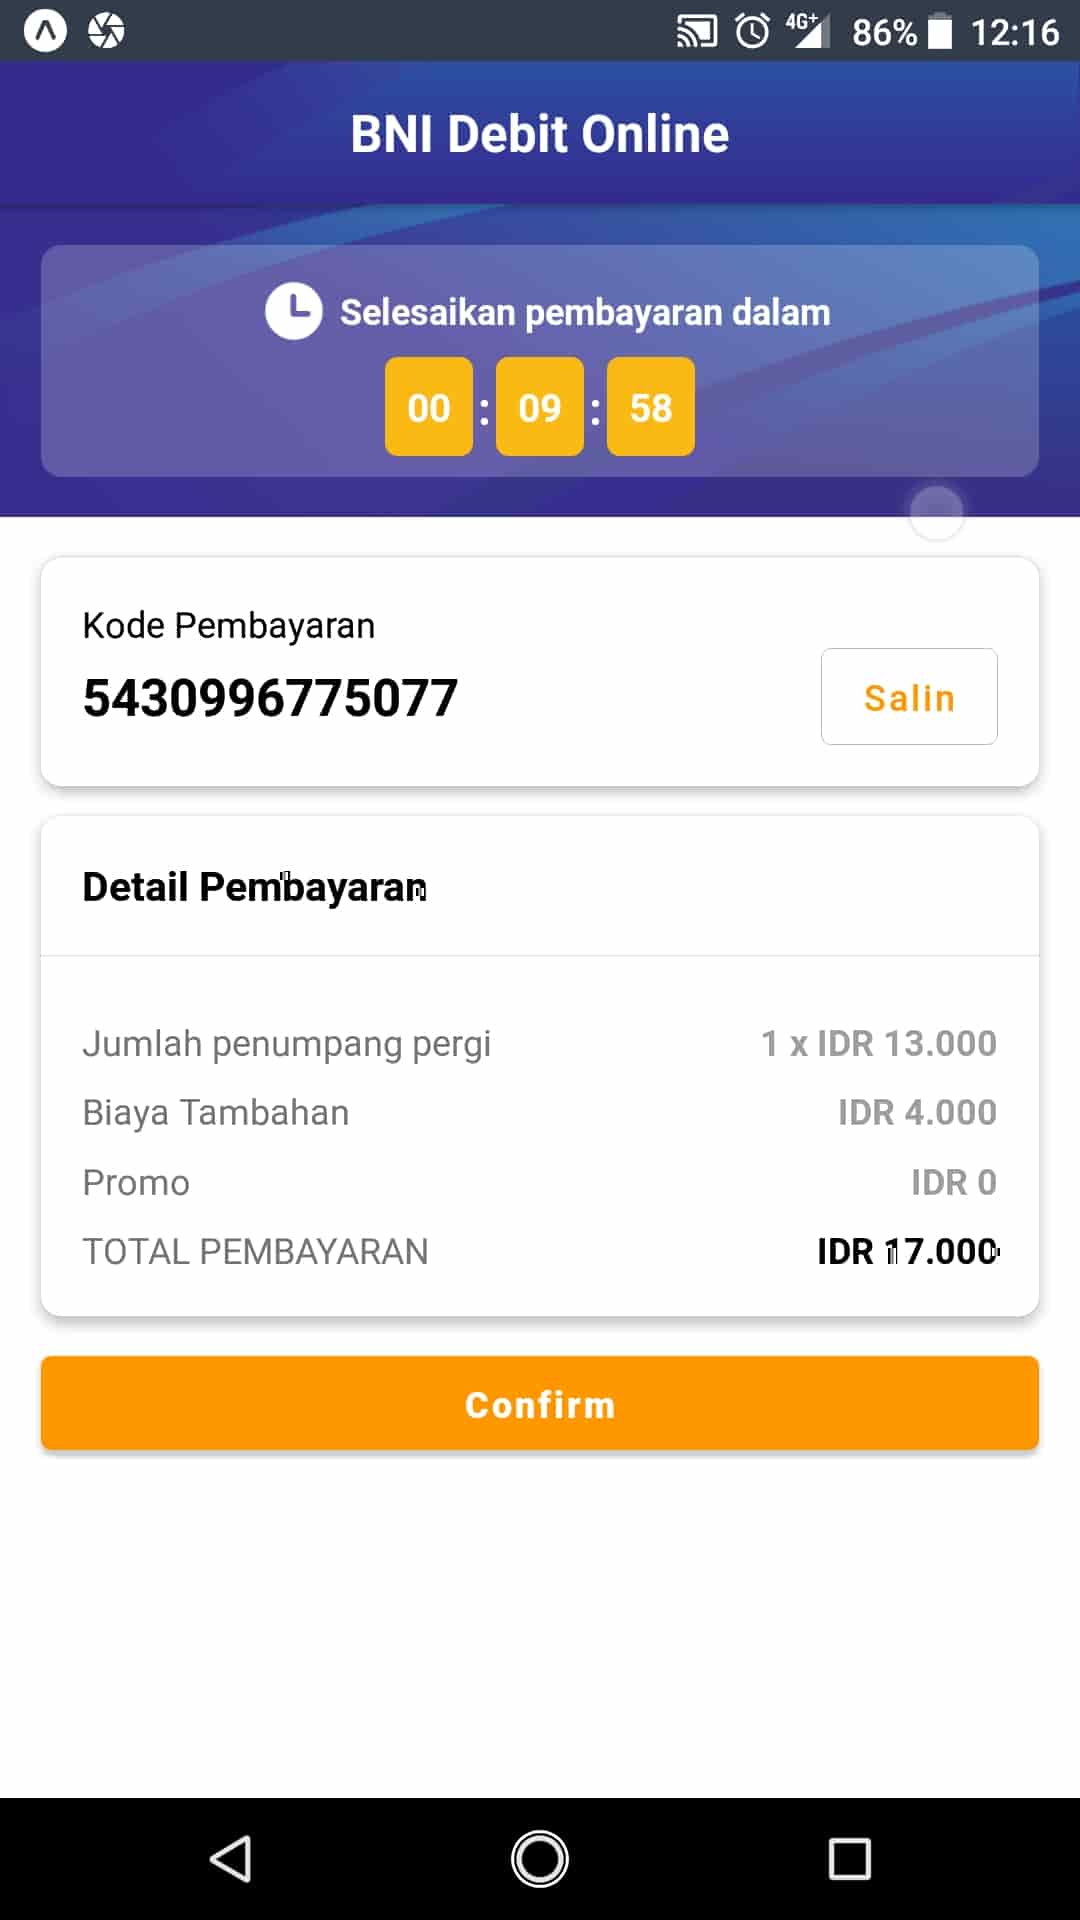 4G+ 86% 12:16
BNI Debit Online
Selesaikan pembayaran dalam
00 : 09 : 58
Kode Pembayaran
5430996775077
Salin
Detail Pembayaran
Jumlah penumpang pergi 1 x IDR 13.000
Biaya Tambahan IDR 4.000
Promo IDR 0
TOTAL PEMBAYARAN IDR 17.000
Confirm